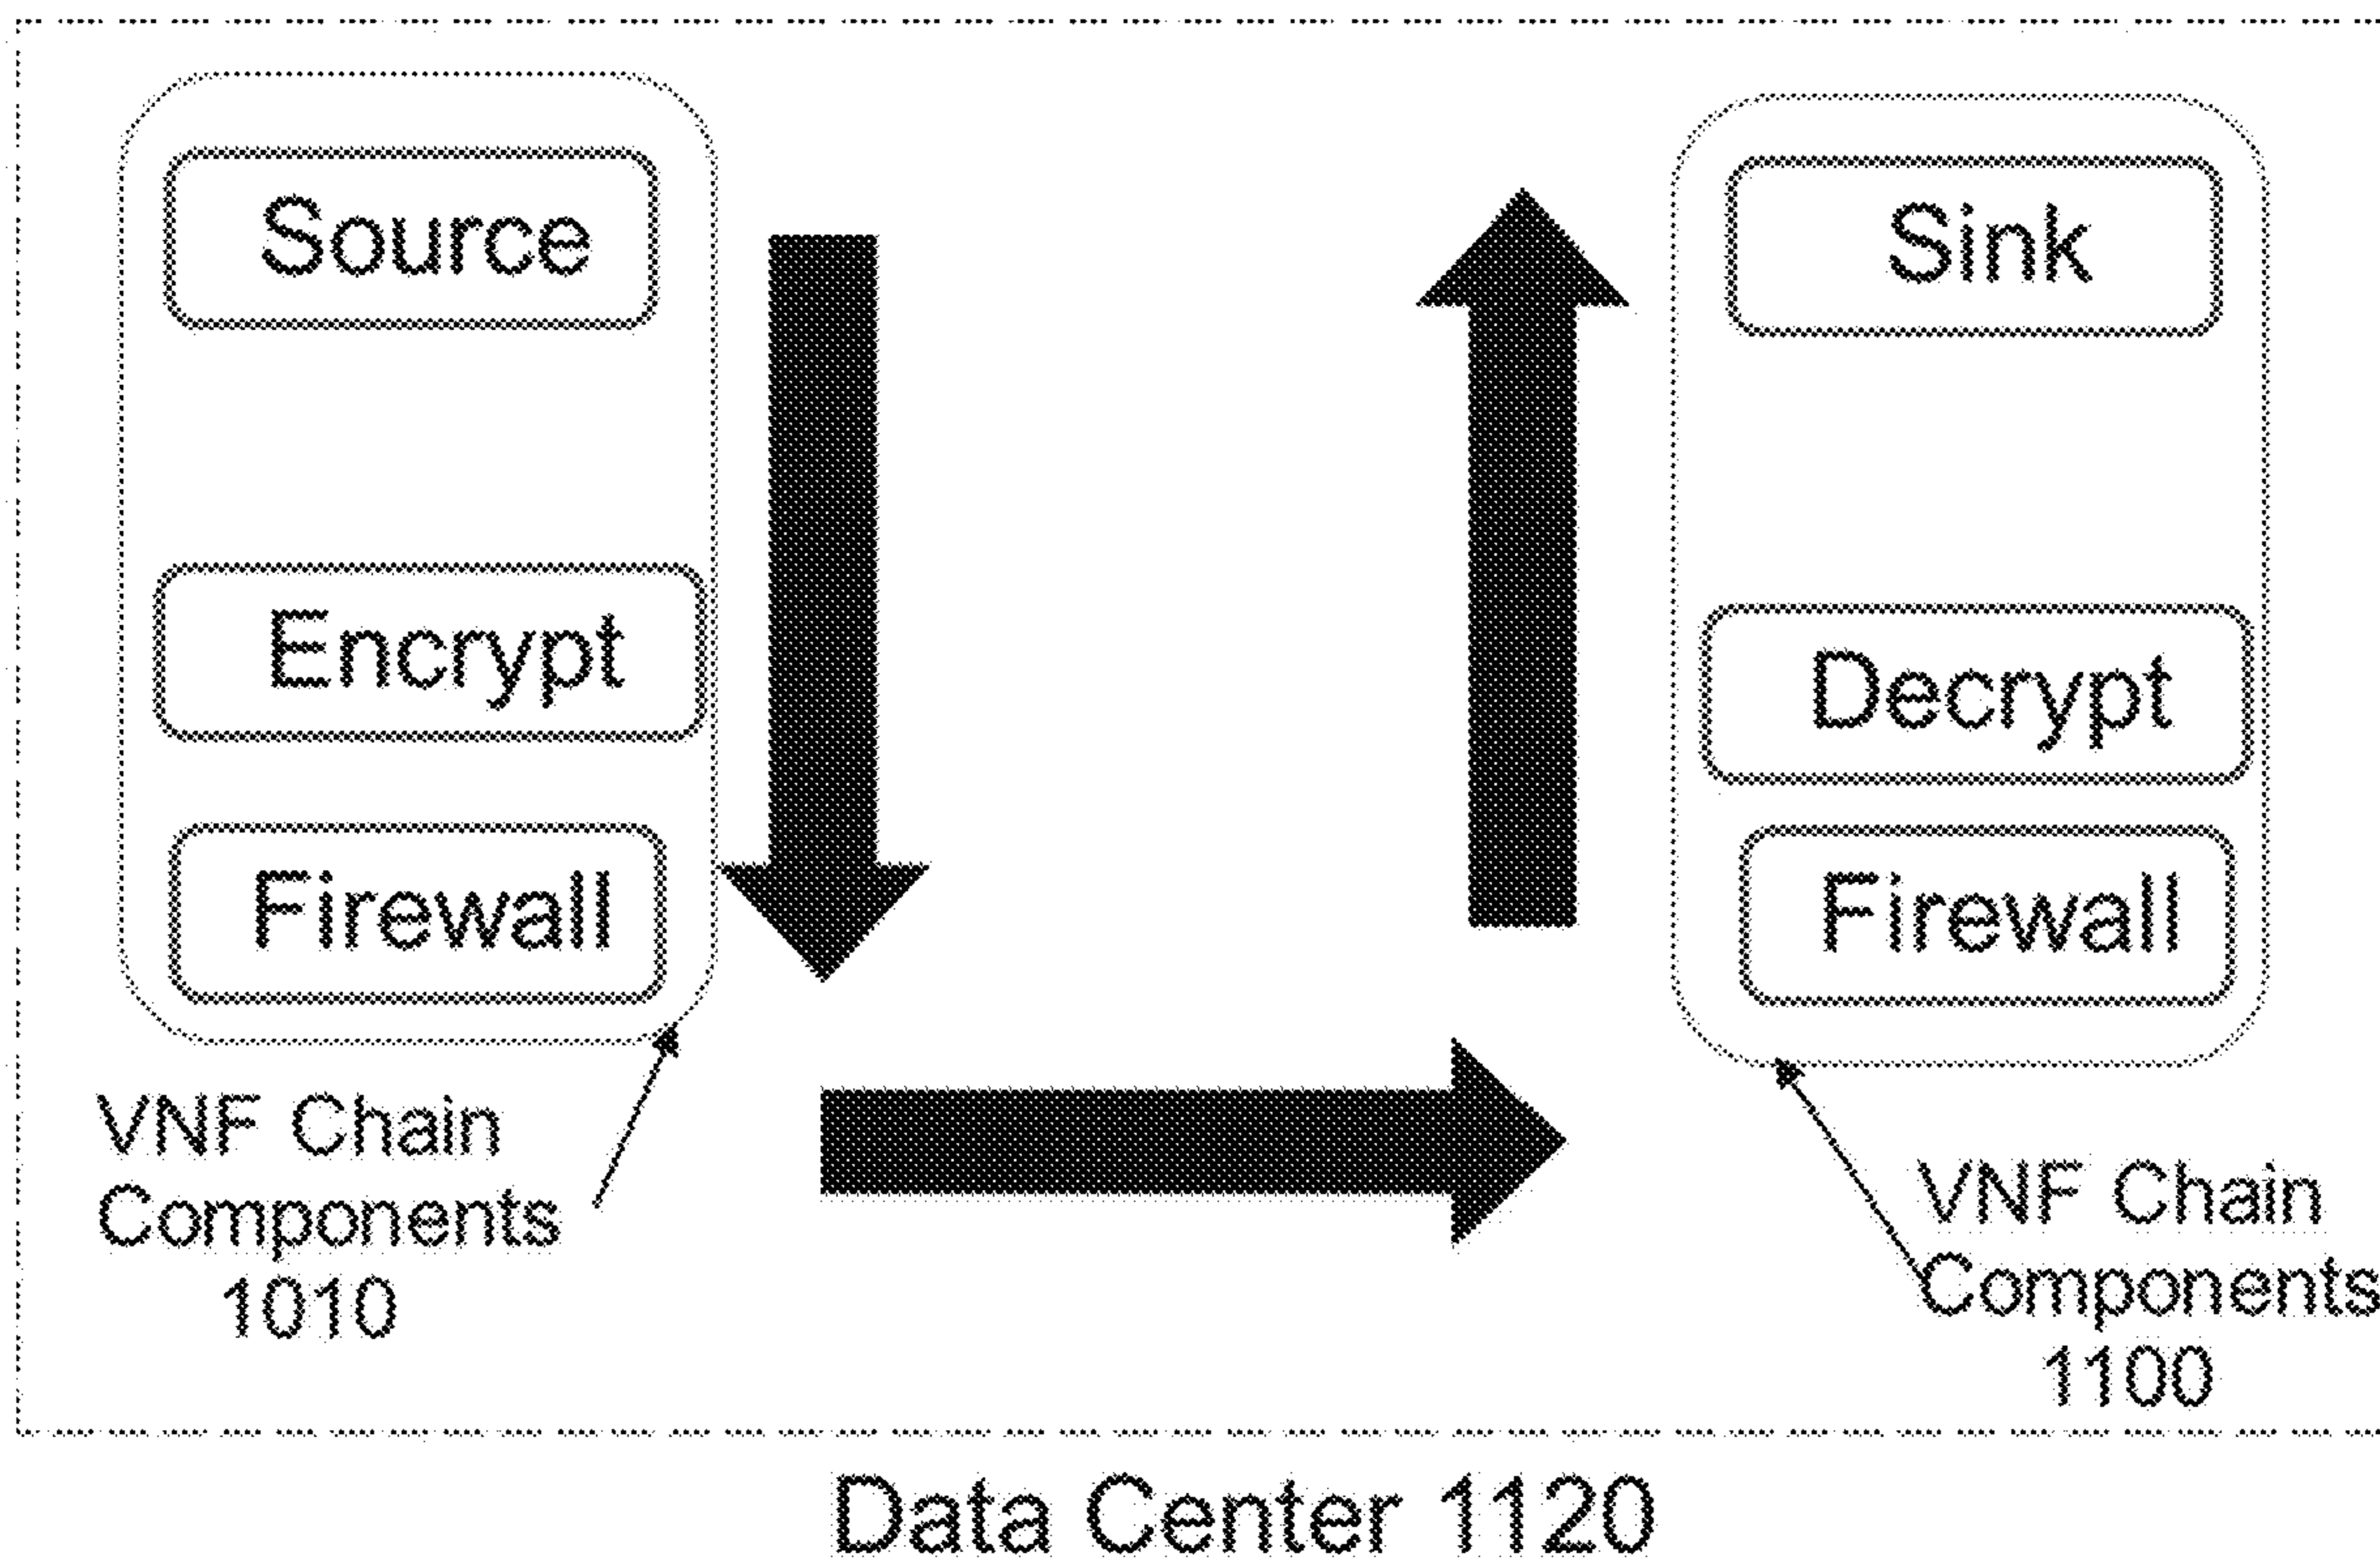 Source
Encrypt
Firewall
VNF Chain
Components
1010
Sink
Decrypt
Firewall
VNF Chain
Components
1100
Data Center 1120